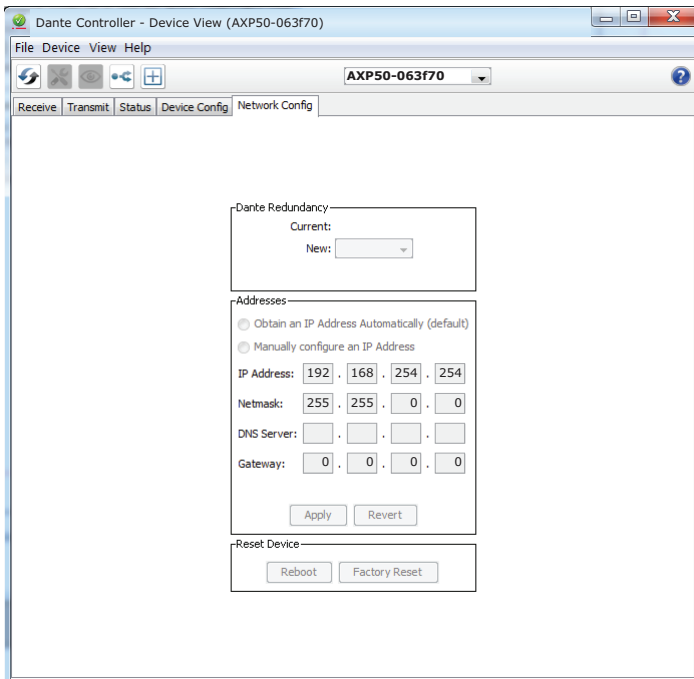 Dante Controller - Device View (AXP50-063f70)
File Device View Help
AXP50-063f70
?
Receive Transmit Status Device Config Network Config
Dante Redundancy
Current:
New:
Addresses
Obtain an IP Address Automatically (default)
Manually configure an IP Address
IP Address: 192 . 168 . 254 . 254
Netmask: 255 . 255 . 0 . 0
DNS Server: . . .
Gateway: 0 . 0 . 0 . 0
Apply Revert
Reset Device
Reboot Factory Reset